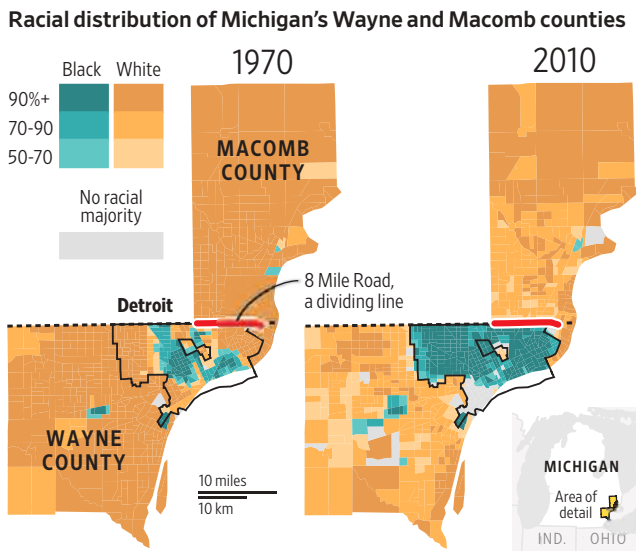 Racial distribution of Michigan's Wayne and Macomb counties
Black White
90%+
70-90
50-70
No racial
majority
1970
2010
MACOMB
COUNTY
8 Mile Road,
a dividing line
Detroit
WAYNE
COUNTY
10 miles
10 km
MICHIGAN
Area of
detail
IND. OHIO